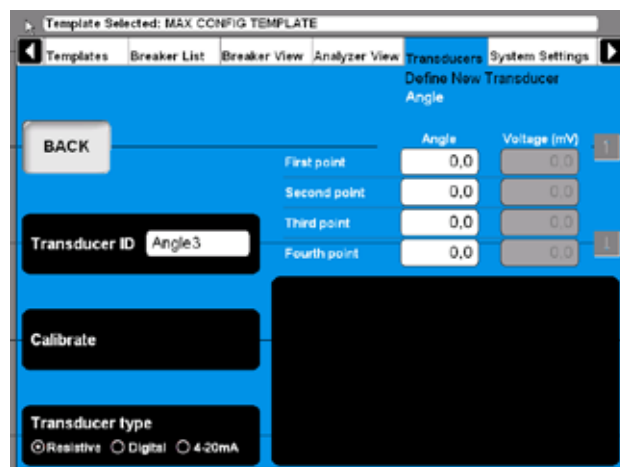 Template Selected: MAX CONFIG TEMPLATE
Templates Breaker List Breaker View Analyzer View Transducers System Settings
Define New Transducer
Angle
BACK
Angle Voltage (mV)
First point 0,0 0,0
Second point 0,0 0,0
Third point 0,0 0,0
Fourth point 0,0 0,0
Transducer ID Angle3
Calibrate
Transducer type
Resistive Digital 4-20mA